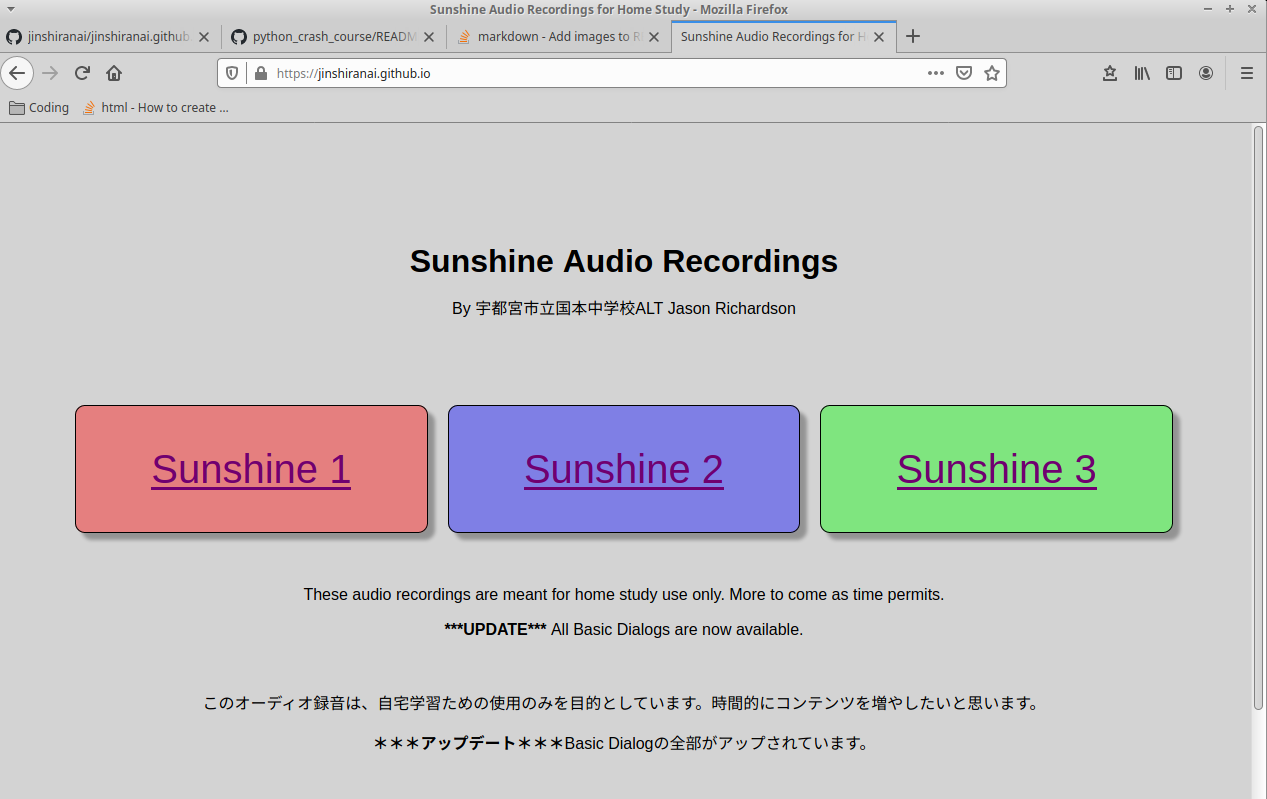 Sunshine Audio Recordings for Home Study - Mozilla Firefox
jinshiranai/jinshiranai.github
python_crash_course/READM
markdown - Add images to R
Sunshine Audio Recordings for H
https://jinshiranai.github.io
Coding
html - How to create ...
Sunshine Audio Recordings
By 宇都宮市立国本中学校ALT Jason Richardson
Sunshine 1
Sunshine 2
Sunshine 3
These audio recordings are meant for home study use only. More to come as time permits.
***UPDATE*** All Basic Dialogs are now available.
このオーディオ録音は、自宅学習ための使用のみを目的としています。時間的にコンテンツを増やしたいと思います。
＊＊＊アップデート＊＊＊Basic Dialogの全部がアップされています。